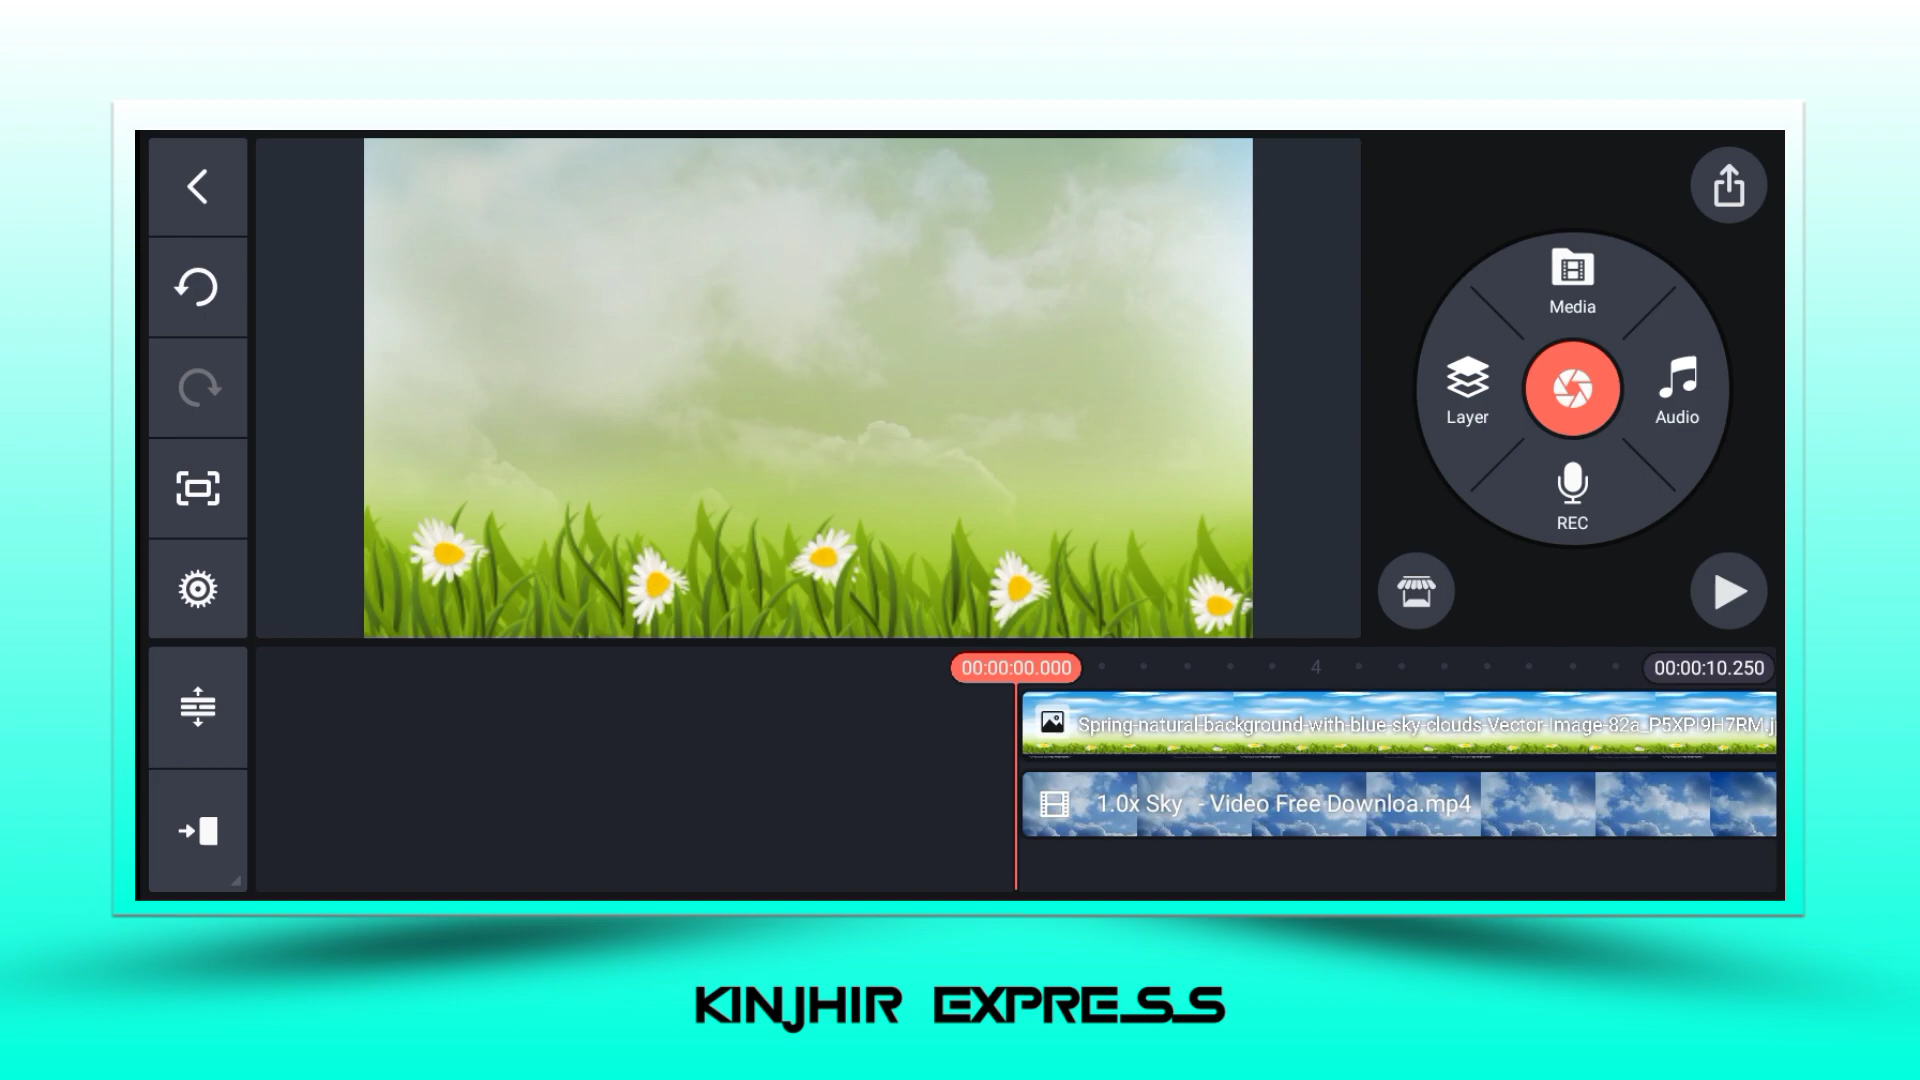 Media
Layer
Audio
REC
00:00:00.000
4
00:00:10.250
Spring-natural-background-with-blue-sky-clouds-Vector-Image-82a_P5XPI9H7RM.j
1.0x Sky - Video Free Downloa.mp4
KINJHIR EXPRESS